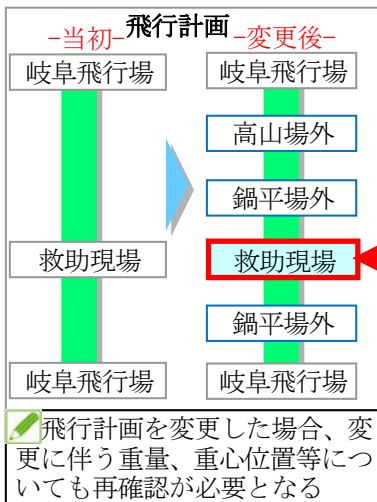 飛行計画
-当初-
-変更後-
岐阜飛行場
救助現場
岐阜飛行場
岐阜飛行場
高山場外
鍋平場外
救助現場
鍋平場外
岐阜飛行場
飛行計画を変更した場合、変
更に伴う重量、重心位置等につ
いても再確認が必要となる